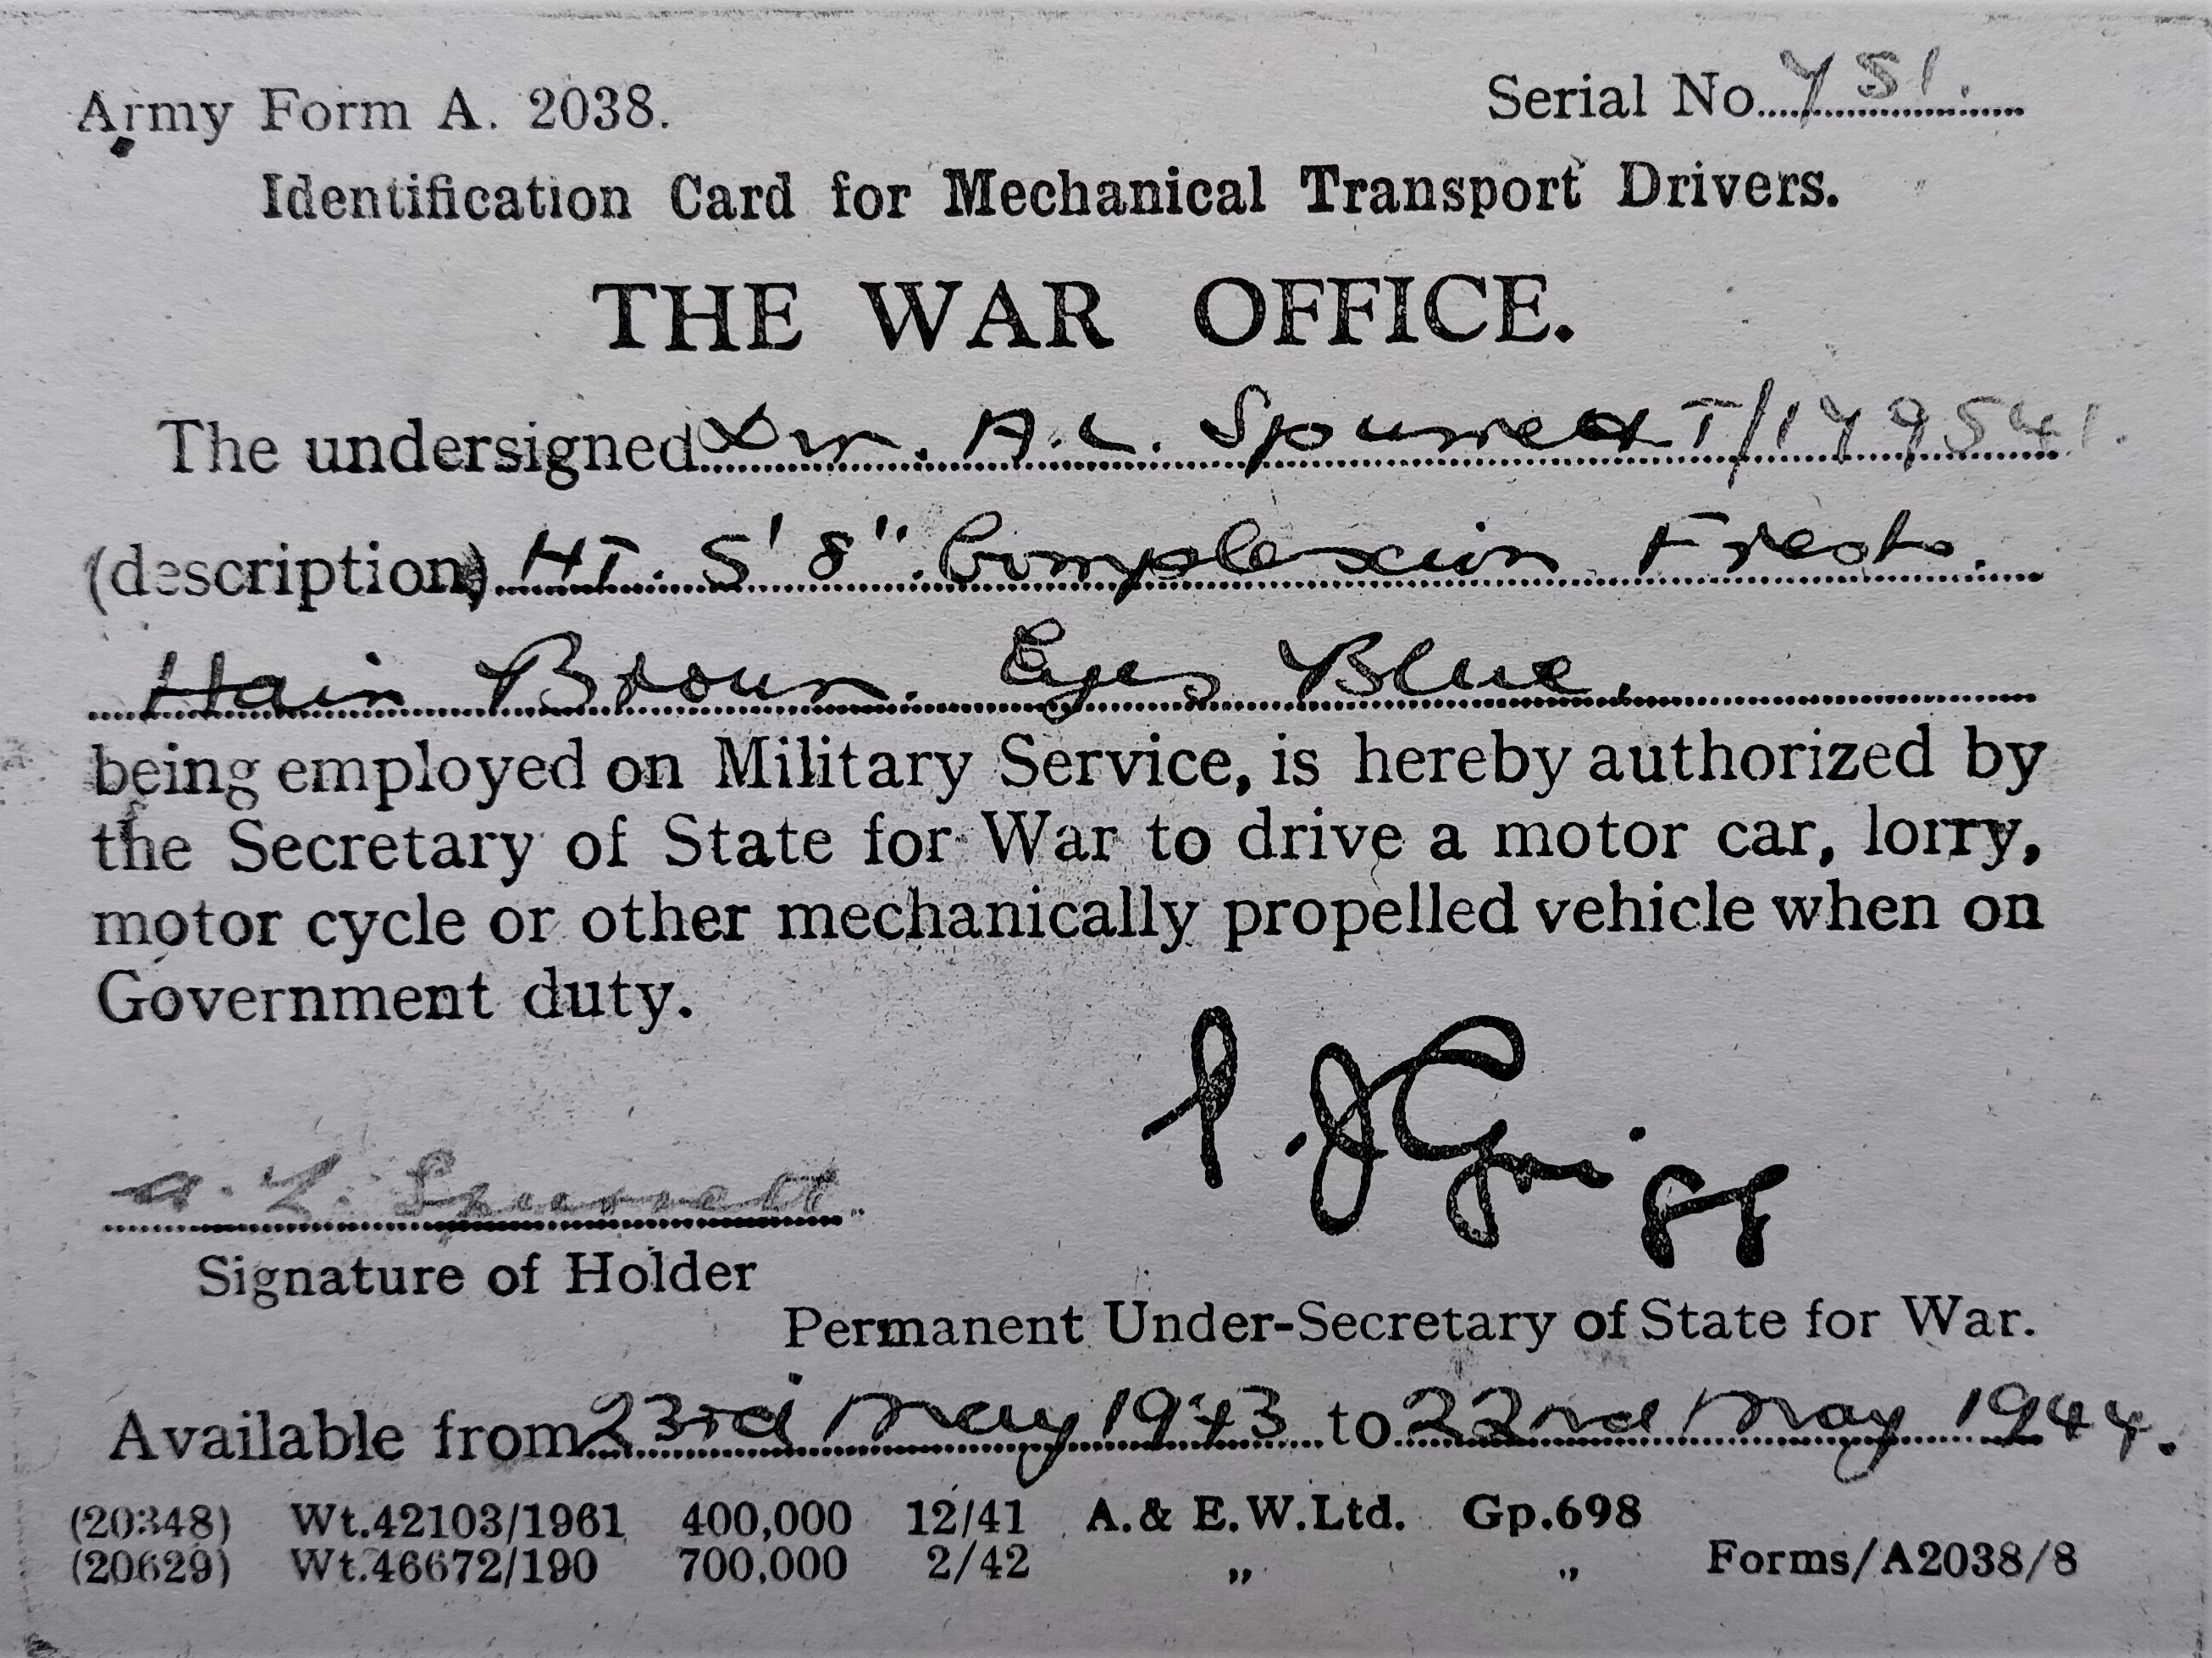 Army Form A. 2038. Serial No. 751.
Identification Card for Mechanical Transport Drivers.
THE WAR OFFICE.
The undersigned Dvr. A.L. Spurrett T/179541.
(description) HT. 5' 8". Complexion Fresh.
Hair Brown. Eyes Blue.
being employed on Military Service, is hereby authorized by
the Secretary of State for War to drive a motor car, lorry,
motor cycle or other mechanically propelled vehicle when on
Government duty.
P. J. Grigg
A. L. Spurrett.
Signature of Holder
Permanent Under-Secretary of State for War.
Available from 23rd May 1943 to 22nd May 1944.
(20348) Wt.42103/1961 400,000 12/41 A.& E.W.Ltd. Gp.698
(20629) Wt.46672/190 700,000 2/42 „ „ Forms/A2038/8